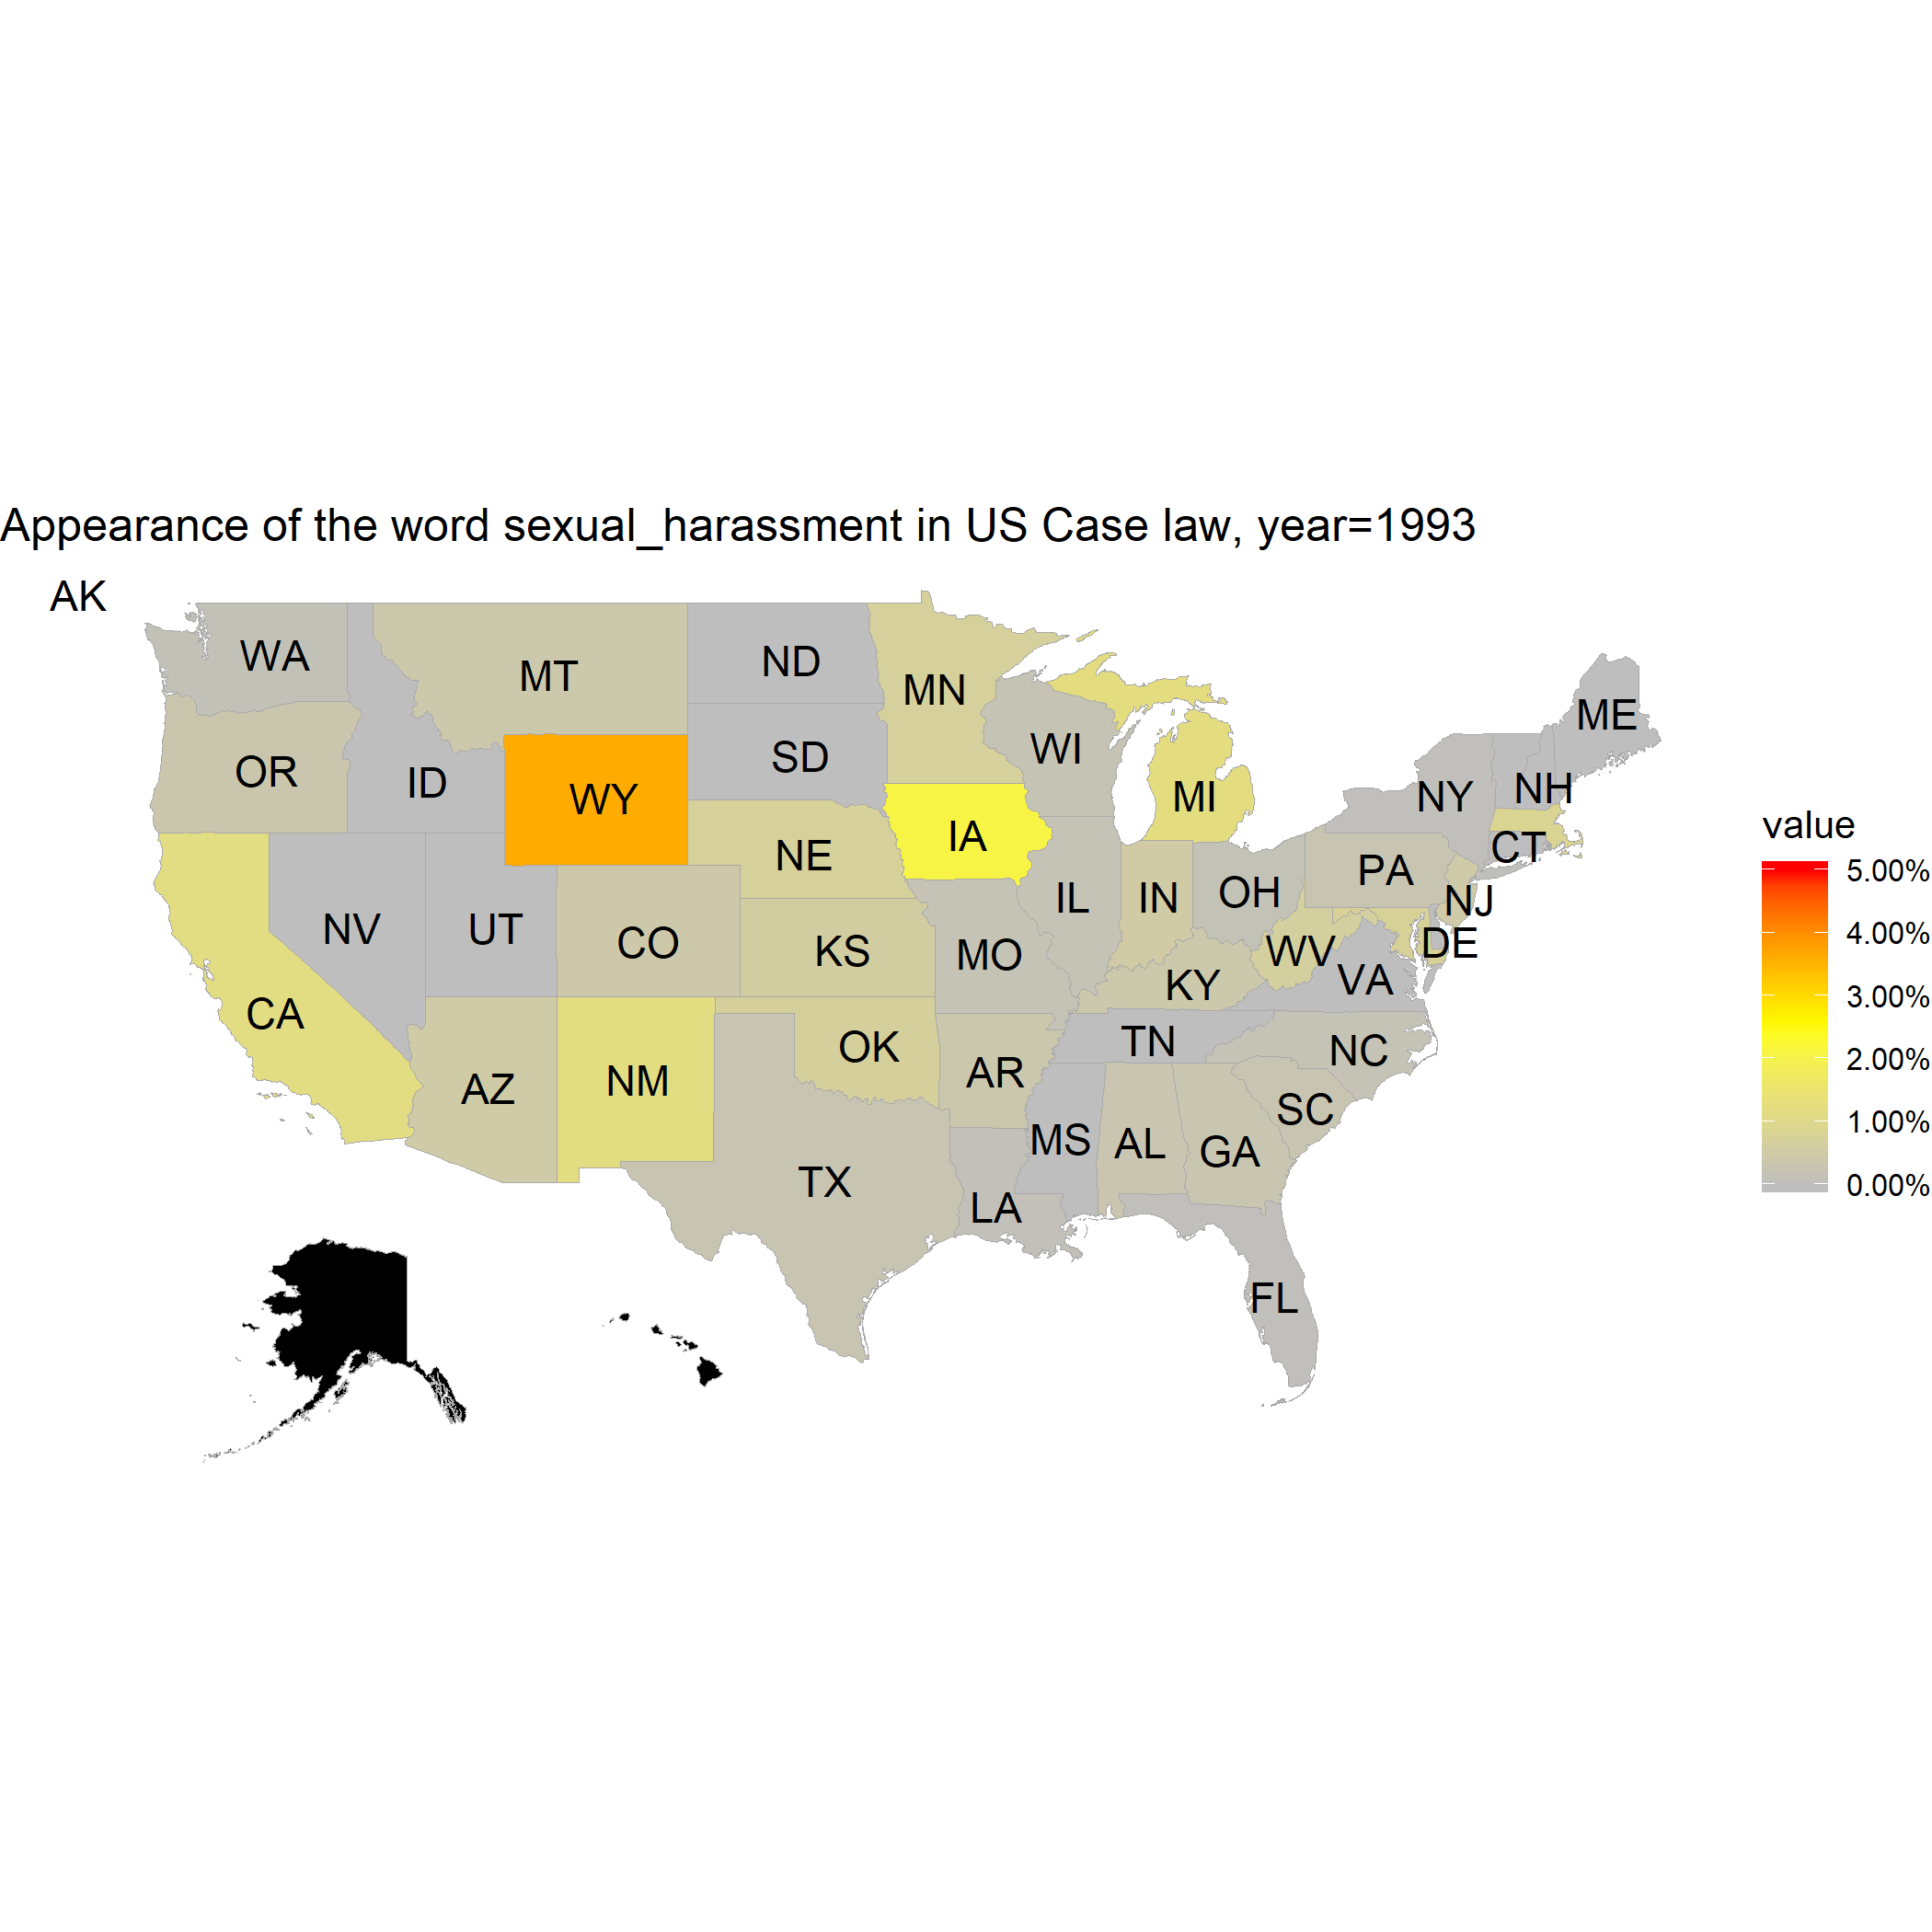 Appearance of the word sexual_harassment in US Case law, year=1993
AK
WA
MT
ND
MN
WI
ME
OR
ID
WY
SD
IA
MI
NY
NH
CT
NE
IL
IN
OH
PA
NJ
NV
UT
CO
KS
MO
KY
WV
DE
VA
CA
AZ
NM
OK
AR
TN
NC
SC
TX
LA
MS
AL
GA
FL
value
5.00%
4.00%
3.00%
2.00%
1.00%
0.00%